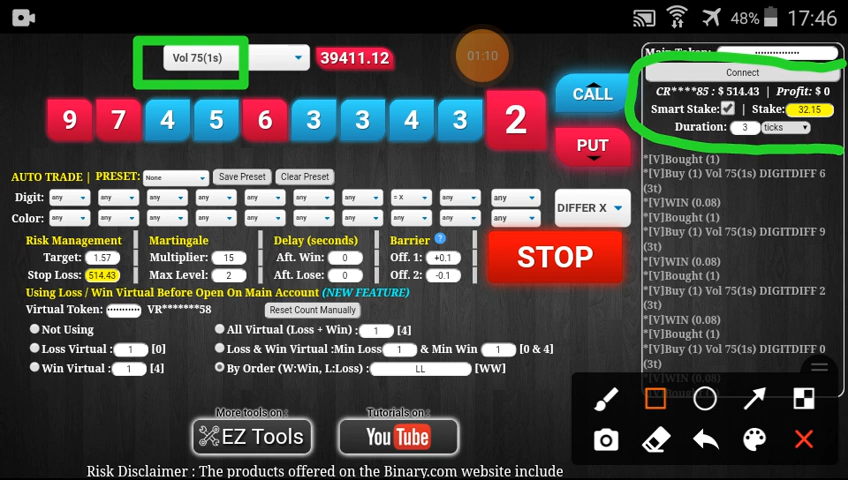 48% 17:46
Vol 75(1s) 39411.12 01:10
Main Token: ................
Connect
CR****85 : $ 514.43 | Profit: $ 0
Smart Stake: | Stake: 32.15
Duration: 3 ticks
9 7 4 5 6 3 3 4 3 2
CALL
PUT
AUTO TRADE | PRESET: None Save Preset Clear Preset
Digit: any any any any any any any = X any any
Color: any any any any any any any any any any
DIFFER X
Risk Management Martingale Delay (seconds) Barrier ?
Target: 1.57 Multiplier: 15 Aft. Win: 0 Off. 1: +0.1
Stop Loss: 514.43 Max Level: 2 Aft. Lose: 0 Off. 2: -0.1
STOP
Using Loss / Win Virtual Before Open On Main Account (NEW FEATURE)
Virtual Token: ........... VR*******58 Reset Count Manually
Not Using All Virtual (Loss + Win) : 1 [4]
Loss Virtual : 1 [0] Loss & Win Virtual :Min Loss 1 & Min Win 1 [0 & 4]
Win Virtual : 1 [4] By Order (W:Win, L:Loss) : LL [WW]
*[V]Bought (1)
*[V]Buy (1) Vol 75(1s) DIGITDIFF 6
(3t)
*[V]WIN (0.08)
*[V]Bought (1)
*[V]Buy (1) Vol 75(1s) DIGITDIFF 9
(3t)
*[V]WIN (0.08)
*[V]Bought (1)
*[V]Buy (1) Vol 75(1s) DIGITDIFF 2
(3t)
*[V]WIN (0.08)
*[V]Bought (1)
*[V]Buy (1) Vol 75(1s) DIGITDIFF 0
(3t)
*[V]WIN (0.08)
More tools on : Tutorials on :
EZ Tools YouTube
Risk Disclaimer : The products offered on the Binary.com website include